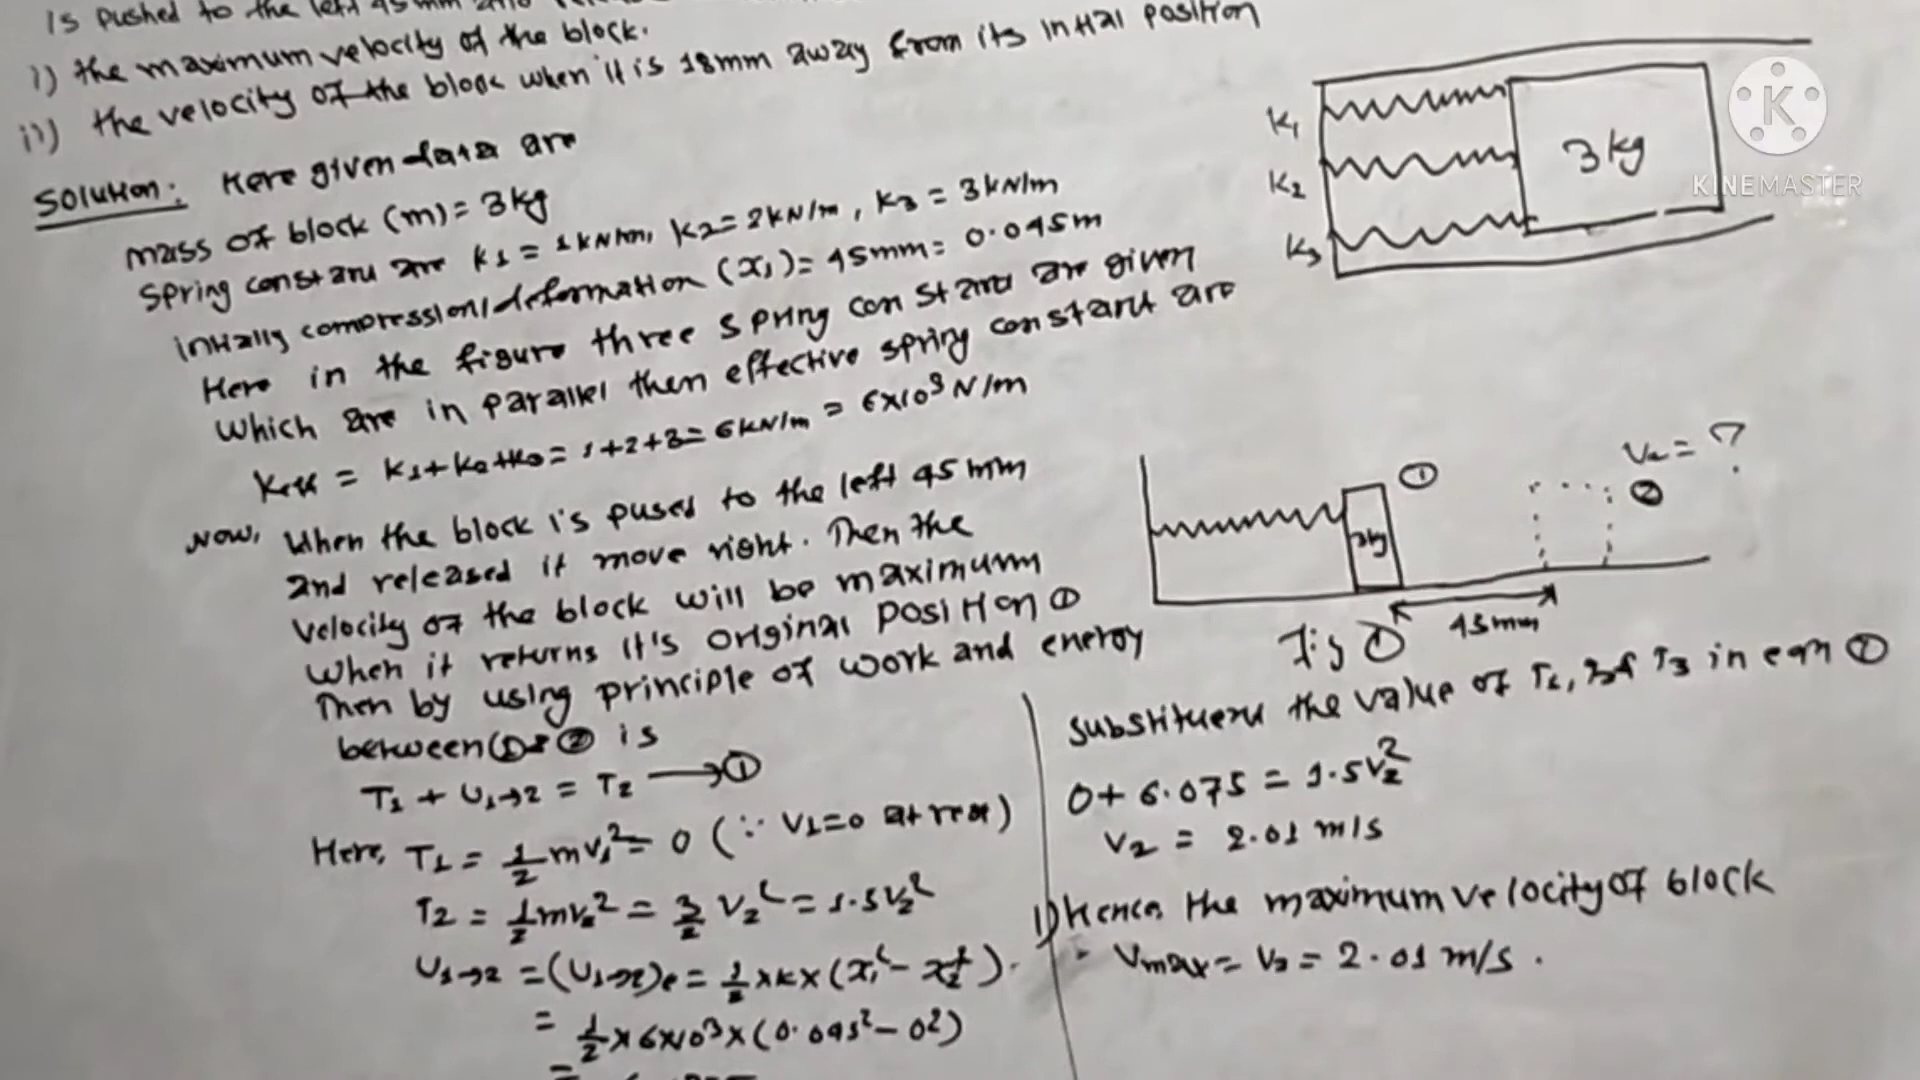 is pushed to the left 45mm and
i) the maximum velocity of the block.
ii) the velocity of the block when it is 18mm away from its inital position
Solution: Here given data are
mass of block (m) = 3kg
Spring constant are k1 = 1kN/m, k2 = 2kN/m, k3 = 3kN/m
initally compression/deformation (x1) = 45mm = 0.045m
Here in the figure three spring constant are given
Which are in parallel then effective spring constant are
Keff = k1+k2+k3 = 1+2+3 = 6kN/m = 6x10³ N/m
Now, When the block is pused to the left 45mm
and released it move right. Then the
velocity of the block will be maximum
when it returns it's original position ①
Then by using principle of work and energy
between ① & ② is
T1 + U1→2 = T2 → ①
Here, T1 = 1/2 mv1² = 0 (∵ V1=0 at rest)
T2 = 1/2 mv2² = 3/2 V2² = 1.5V2²
U1→2 = (U1→2)e = 1/2 x k x (x1² - x2²).
= 1/2 x 6x10³ x (0.045² - 0²)
K1
K2
K3
3kg
KINEMASTER
①
V2 = ?
②
3kg
45mm
Fig ①
substitueru the value of T1, & T3 in eqn ①
0 + 6.075 = 1.5V2²
V2 = 2.01 m/s
i) Hence the maximum velocity of block
Vmax = V2 = 2.01 m/s.